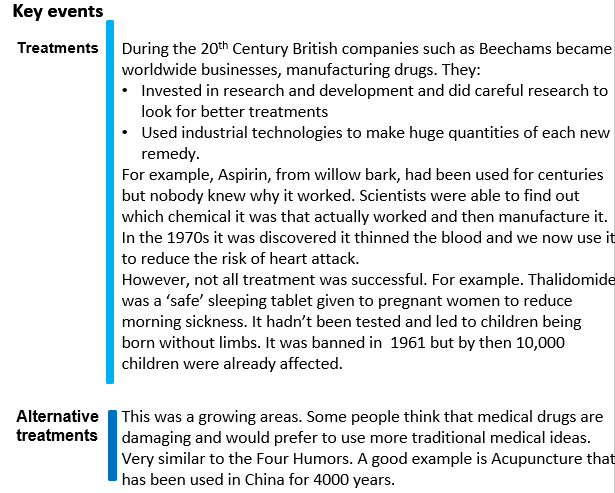 Key events
Treatments
During the 20th Century British companies such as Beechams became
worldwide businesses, manufacturing drugs. They:
• Invested in research and development and did careful research to
look for better treatments
• Used industrial technologies to make huge quantities of each new
remedy.
For example, Aspirin, from willow bark, had been used for centuries
but nobody knew why it worked. Scientists were able to find out
which chemical it was that actually worked and then manufacture it.
In the 1970s it was discovered it thinned the blood and we now use it
to reduce the risk of heart attack.
However, not all treatment was successful. For example. Thalidomide
was a ‘safe’ sleeping tablet given to pregnant women to reduce
morning sickness. It hadn’t been tested and led to children being
born without limbs. It was banned in 1961 but by then 10,000
children were already affected.
Alternative
treatments
This was a growing areas. Some people think that medical drugs are
damaging and would prefer to use more traditional medical ideas.
Very similar to the Four Humors. A good example is Acupuncture that
has been used in China for 4000 years.